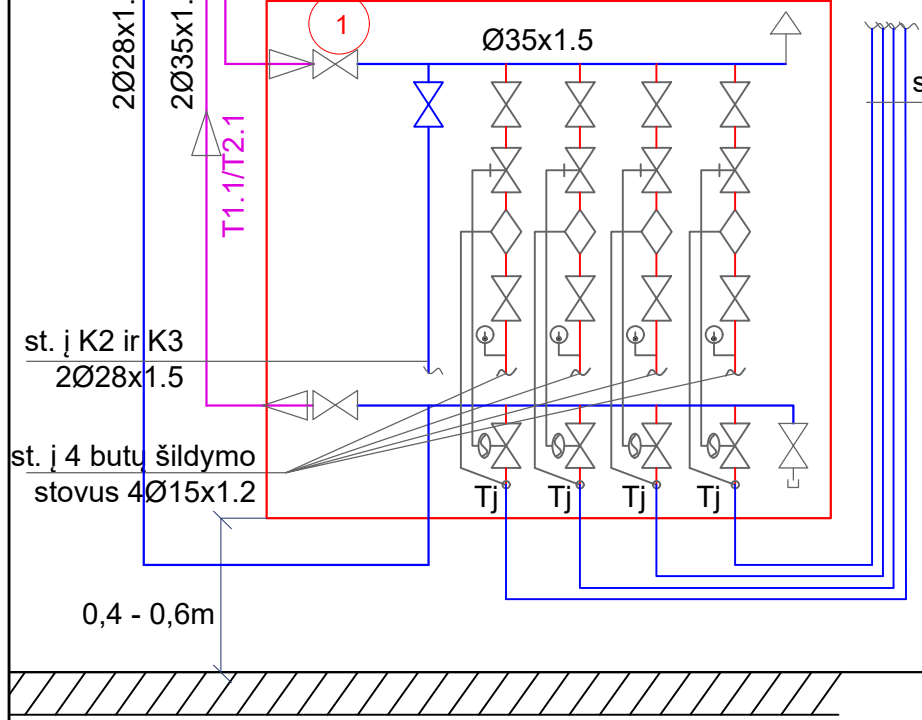 2Ø28x1.
2Ø35x1.
1
Ø35x1.5
s
T1.1/T2.1
st. į K2 ir K3
2Ø28x1.5
st. į 4 butų šildymo
stovus 4Ø15x1.2
Tj
Tj
Tj
Tj
0,4 - 0,6m